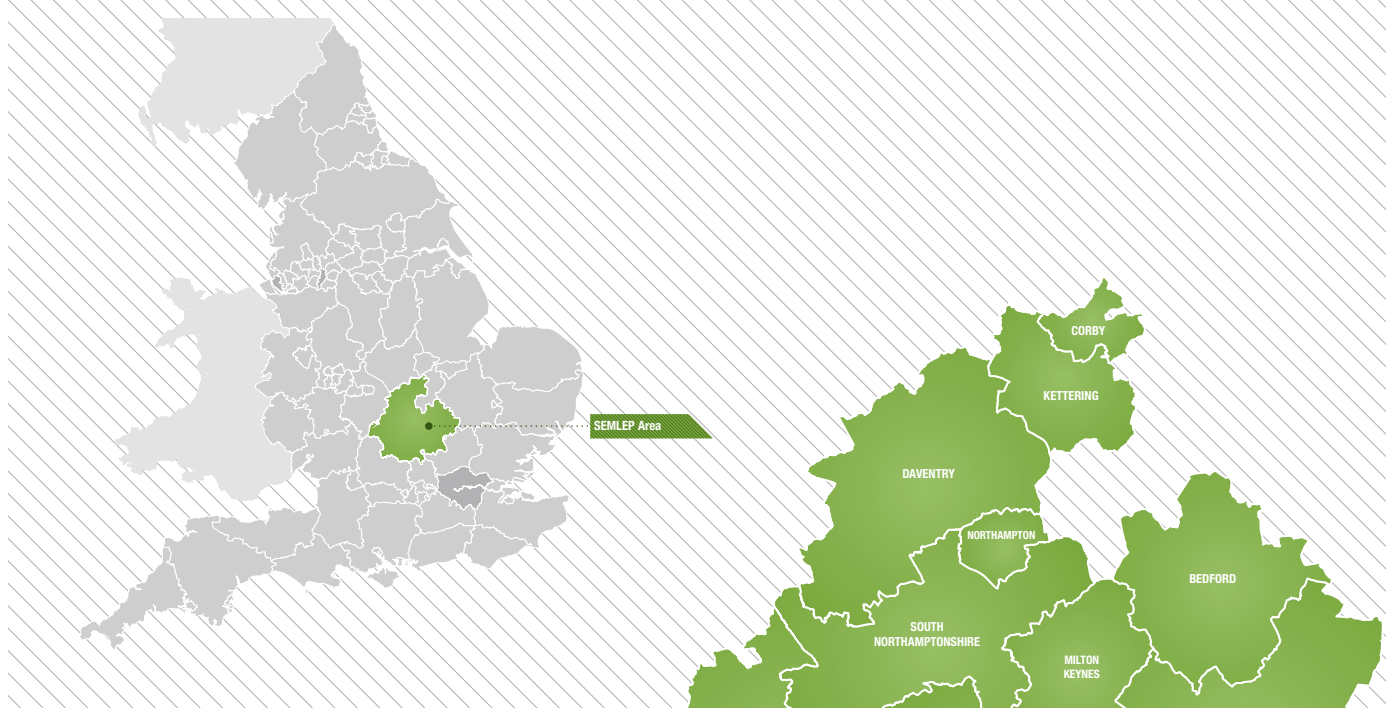 SEMLEP Area
CORBY
KETTERING
DAVENTRY
NORTHAMPTON
BEDFORD
SOUTH
NORTHAMPTONSHIRE
MILTON
KEYNES